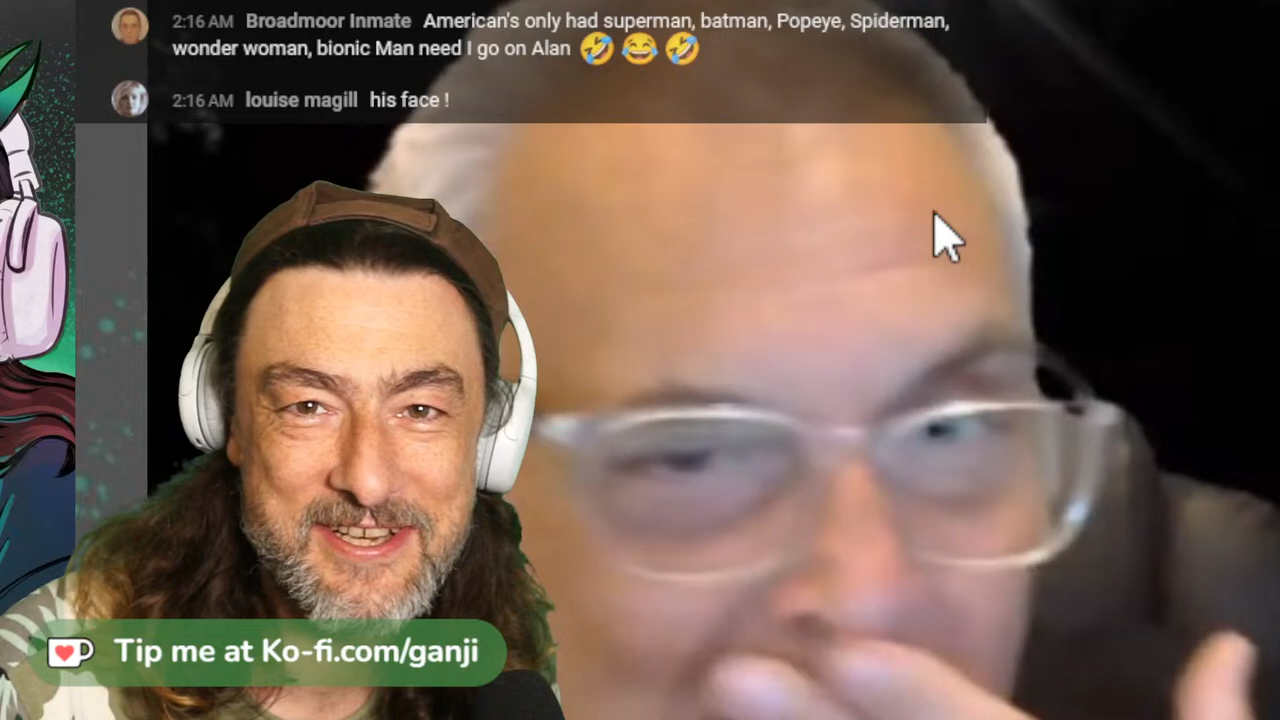 2:16 AM Broadmoor Inmate American's only had superman, batman, Popeye, Spiderman,
wonder woman, bionic Man need I go on Alan 🤣😂🤣
2:16 AM louise magill his face !
Tip me at Ko-fi.com/ganji